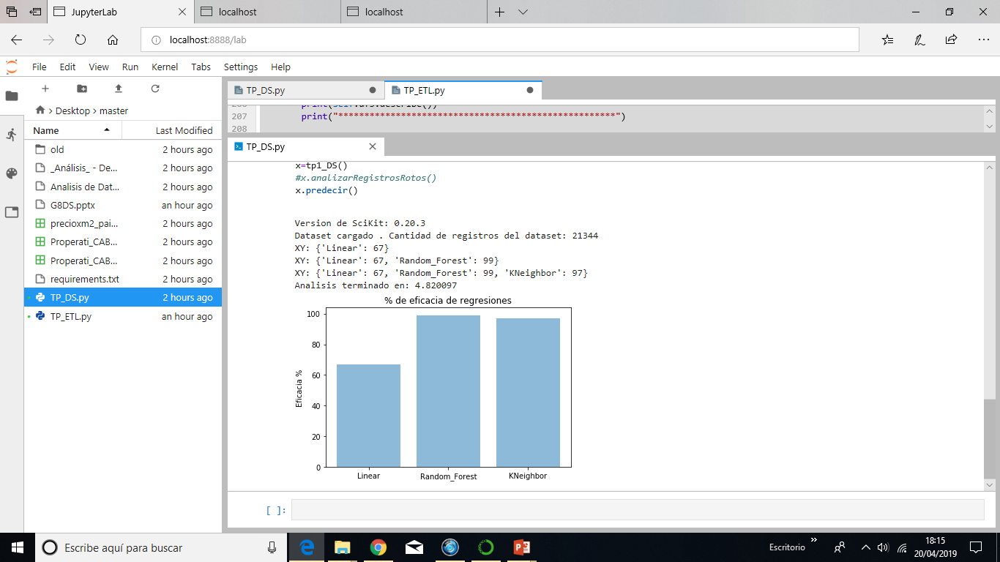 JupyterLab
localhost
localhost
localhost:8888/lab
File Edit View Run Kernel Tabs Settings Help
TP_DS.py
TP_ETL.py
Desktop master
Name Last Modified
old 2 hours ago
_Análisis_ - De... 2 hours ago
Analisis de Dat... 2 hours ago
G8DS.pptx an hour ago
precioxm2_pai... 2 hours ago
Properati_CAB... 2 hours ago
Properati_CAB... 2 hours ago
requirements.txt 2 hours ago
TP_DS.py 2 hours ago
TP_ETL.py an hour ago
207 print("*****************************************************")
208
TP_DS.py
x=tp1_DS()
#x.analizarRegistrosRotos()
x.predecir()
Version de SciKit: 0.20.3
Dataset cargado . Cantidad de registros del dataset: 21344
XY: {'Linear': 67}
XY: {'Linear': 67, 'Random_Forest': 99}
XY: {'Linear': 67, 'Random_Forest': 99, 'KNeighbor': 97}
Analisis terminado en: 4.820097
% de eficacia de regresiones
100
80
60
40
20
0
Eficacia %
Linear Random_Forest KNeighbor
[ ]:
Escribe aquí para buscar
Escritorio
18:15
20/04/2019